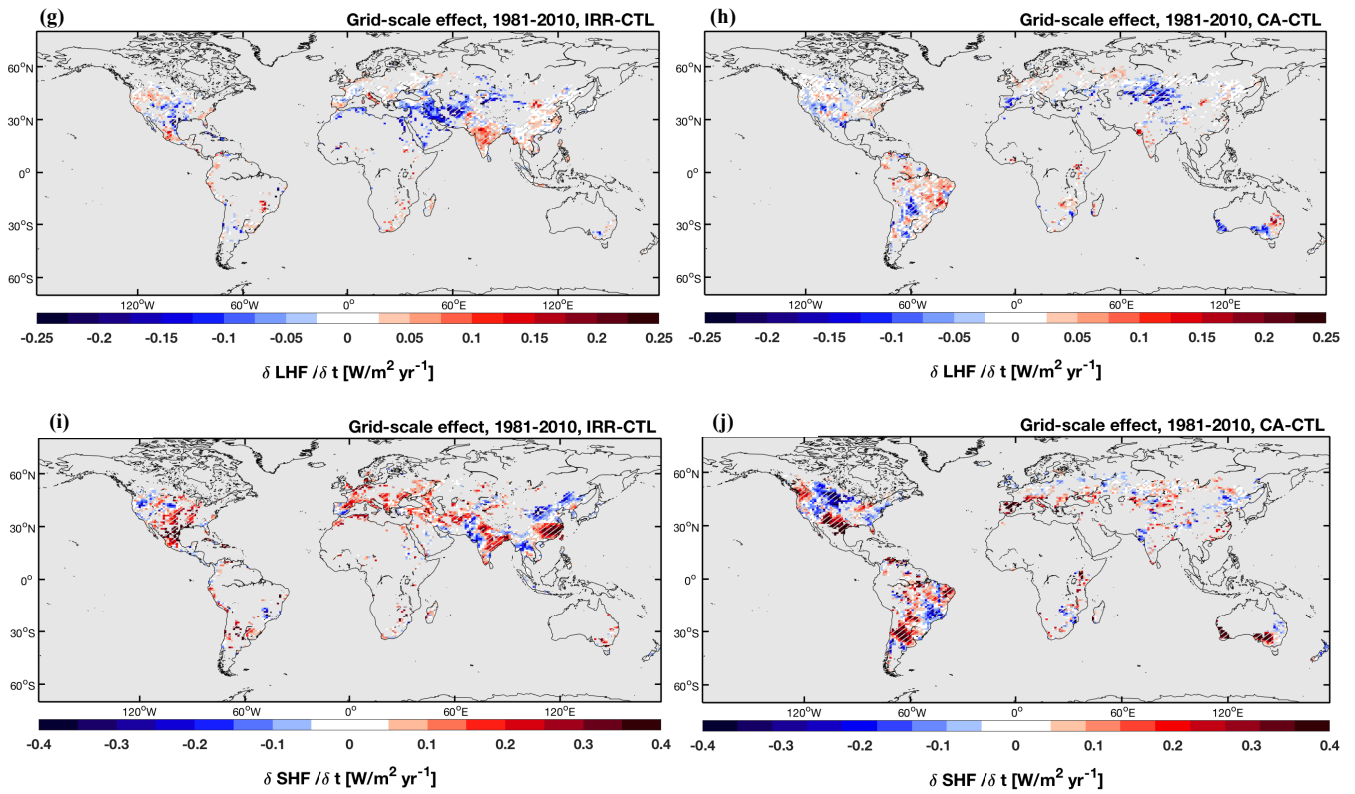 (g) Grid-scale effect, 1981-2010, IRR-CTL
60°N
30°N
0°
30°S
60°S
120°W 60°W 0° 60°E 120°E
-0.25 -0.2 -0.15 -0.1 -0.05 0 0.05 0.1 0.15 0.2 0.25
δ LHF /δ t [W/m² yr⁻¹]
(h) Grid-scale effect, 1981-2010, CA-CTL
60°N
30°N
0°
30°S
60°S
120°W 60°W 0° 60°E 120°E
-0.25 -0.2 -0.15 -0.1 -0.05 0 0.05 0.1 0.15 0.2 0.25
δ LHF /δ t [W/m² yr⁻¹]
(i) Grid-scale effect, 1981-2010, IRR-CTL
60°N
30°N
0°
30°S
60°S
120°W 60°W 0° 60°E 120°E
-0.4 -0.3 -0.2 -0.1 0 0.1 0.2 0.3 0.4
δ SHF /δ t [W/m² yr⁻¹]
(j) Grid-scale effect, 1981-2010, CA-CTL
60°N
30°N
0°
30°S
60°S
120°W 60°W 0° 60°E 120°E
-0.4 -0.3 -0.2 -0.1 0 0.1 0.2 0.3 0.4
δ SHF /δ t [W/m² yr⁻¹]